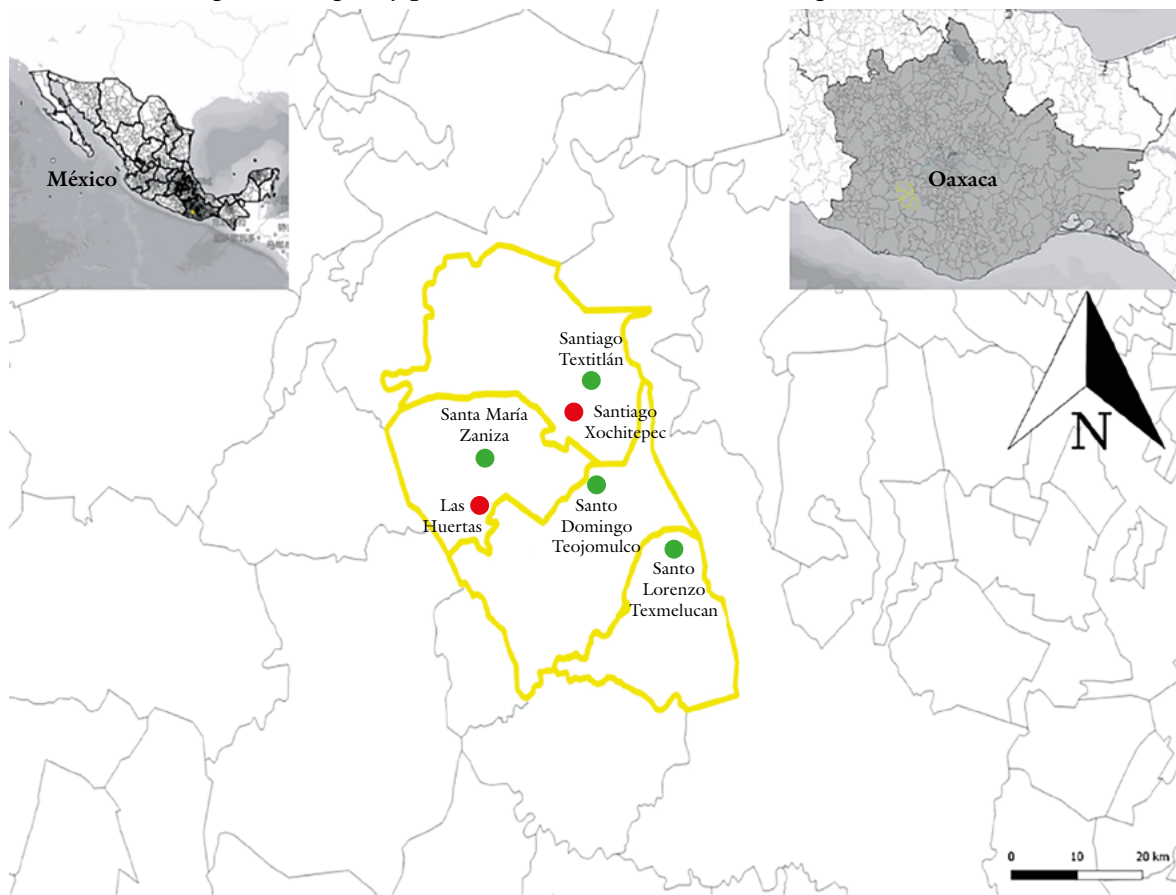 México
Oaxaca
Santiago
Textitlán
Santa María
Zaniza
Santiago
Xochitepec
Las
Huertas
Santo
Domingo
Teojomulco
Santo
Lorenzo
Texmelucan
N
0 10 20 km